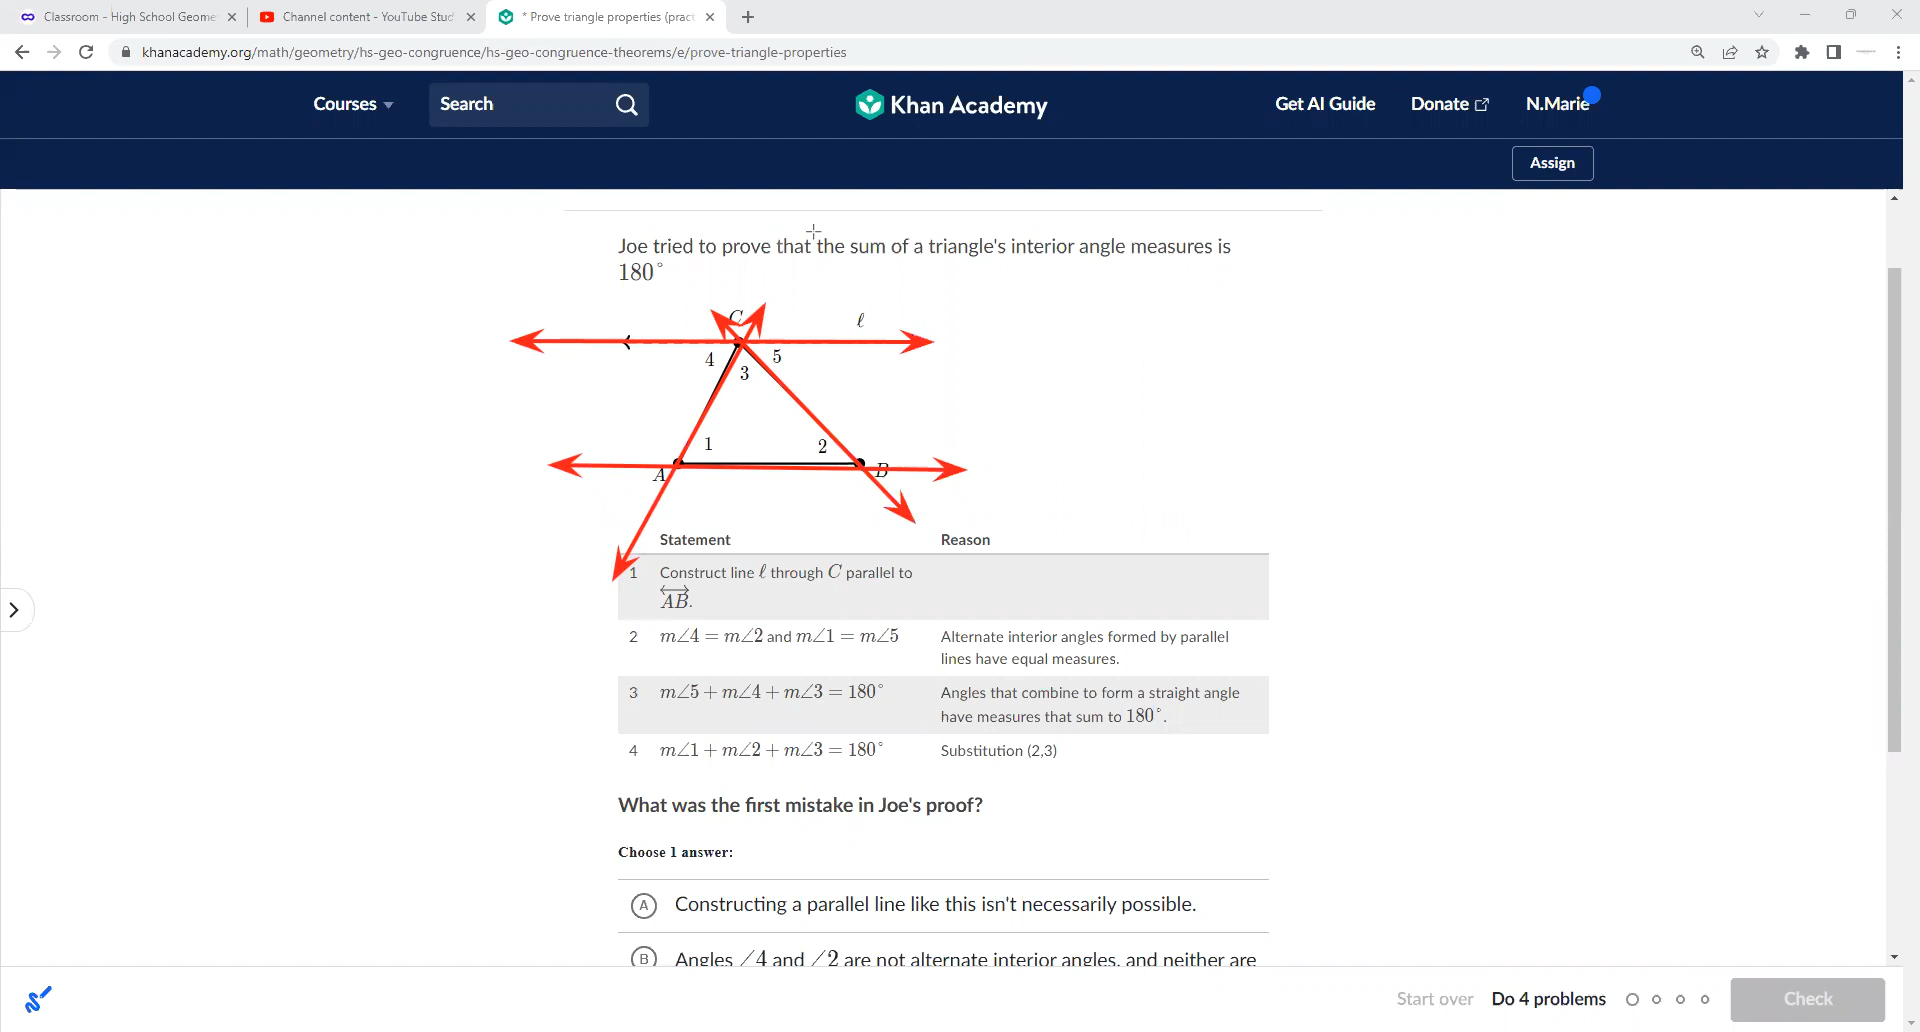 Classroom - High School Geome
Channel content - YouTube Stud
* Prove triangle properties (pract
khanacademy.org/math/geometry/hs-geo-congruence/hs-geo-congruence-theorems/e/prove-triangle-properties
Courses
Search
Khan Academy
Get AI Guide
Donate
N.Marie
Assign
Joe tried to prove that the sum of a triangle's interior angle measures is
180°
C
ℓ
4
5
3
1
2
A
B
Statement Reason
1 Construct line ℓ through C parallel to
AB.
2 m∠4 = m∠2 and m∠1 = m∠5 Alternate interior angles formed by parallel
lines have equal measures.
3 m∠5 + m∠4 + m∠3 = 180° Angles that combine to form a straight angle
have measures that sum to 180°.
4 m∠1 + m∠2 + m∠3 = 180° Substitution (2,3)
What was the first mistake in Joe's proof?
Choose 1 answer:
A Constructing a parallel line like this isn't necessarily possible.
B Angles ∠4 and ∠2 are not alternate interior angles, and neither are
Start over Do 4 problems Check